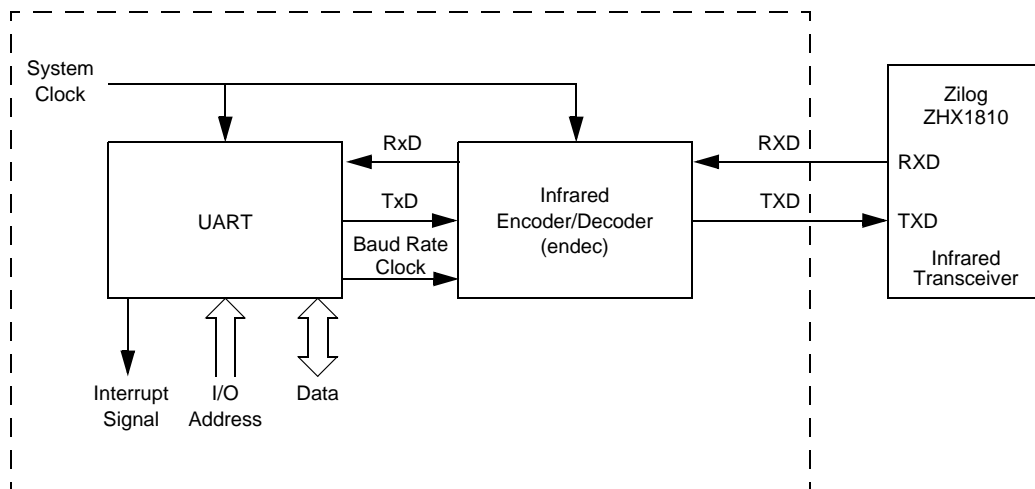 System
Clock
Zilog
ZHX1810
RxD
RXD
RXD
UART
TxD
Infrared
Encoder/Decoder
(endec)
TXD
TXD
Baud Rate
Clock
Infrared
Transceiver
Interrupt
Signal
I/O
Address
Data